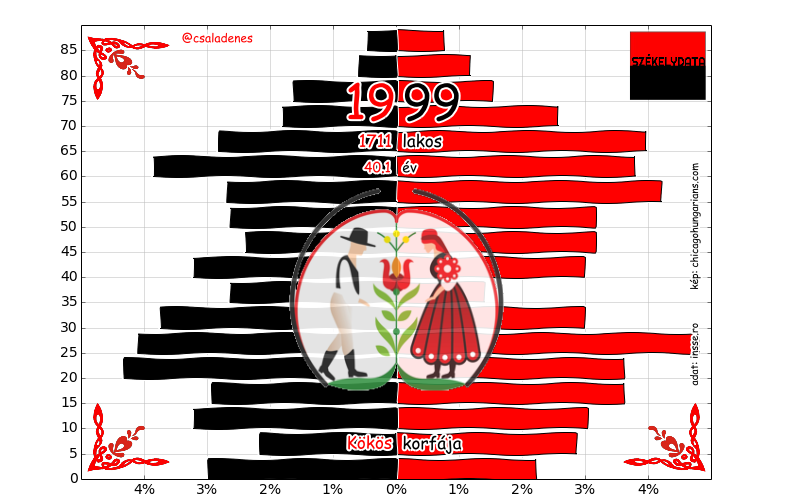 @csaladenes
SZÉKELYDATA
1999
1711 lakos
40.1 év
kép: chicagohungarians.com
adat: insse.ro
Kökös korfája
85
80
75
70
65
60
55
50
45
40
35
30
25
20
15
10
5
0
4% 3% 2% 1% 0% 1% 2% 3% 4%